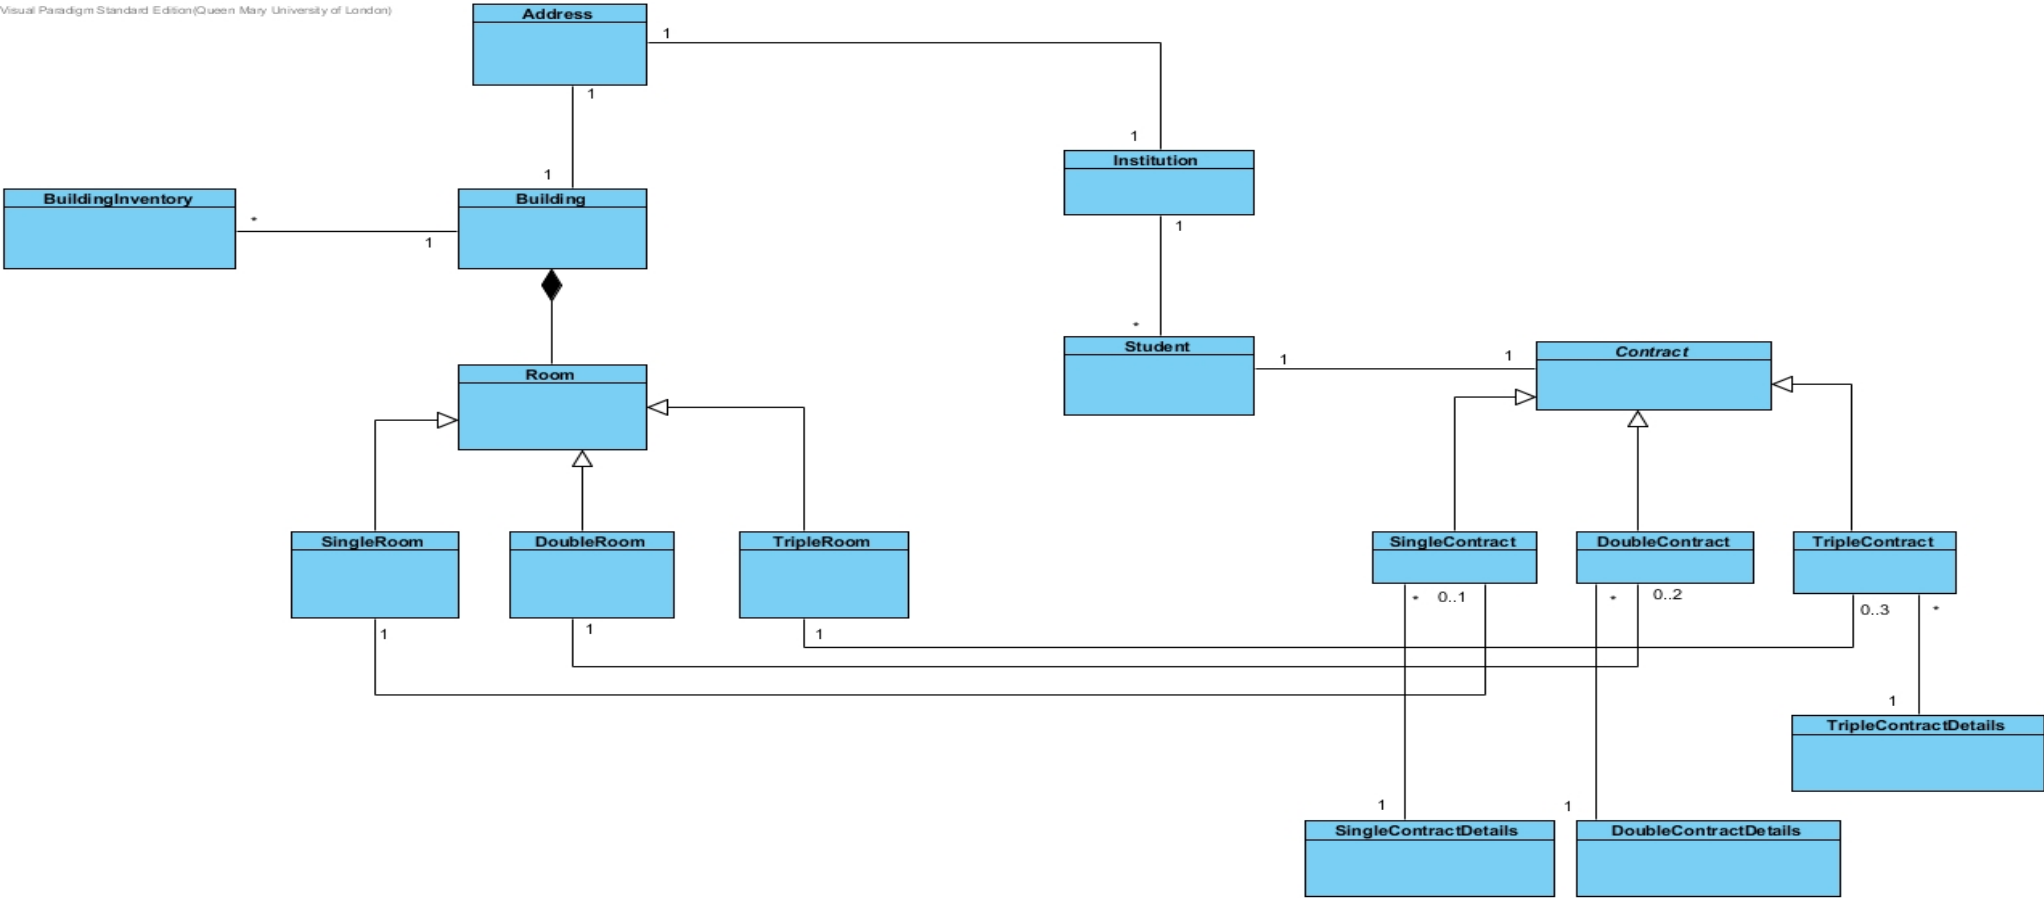 Visual Paradigm Standard Edition(Queen Mary University of London)
Address
1
1
1
1
Institution
BuildingInventory
*
1
Building
1
*
Student
1
1
Contract
Room
SingleRoom
DoubleRoom
TripleRoom
SingleContract
DoubleContract
TripleContract
*
0..1
*
0..2
0..3
*
1
1
1
1
TripleContractDetails
1
1
SingleContractDetails
DoubleContractDetails